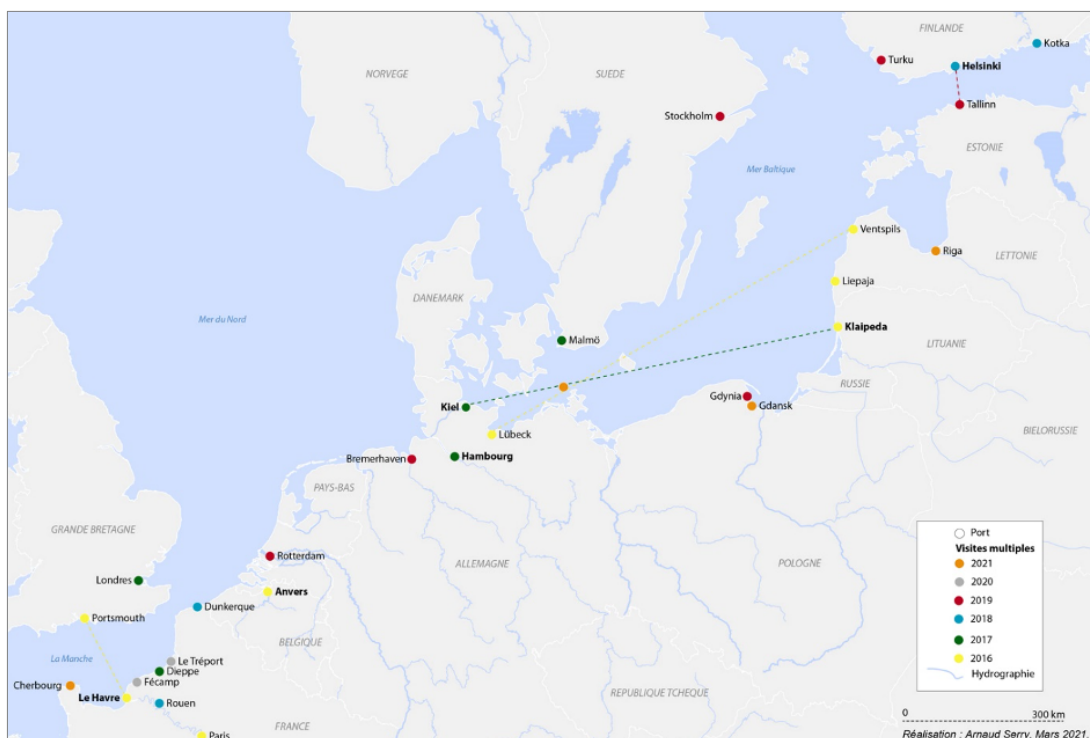 FINLANDE
Kotka
NORVEGE
SUÈDE
Turku
Helsinki
Tallinn
Stockholm
ESTONIE
Mer Baltique
Ventspils
Riga
LETTONIE
DANEMARK
Liepaja
Mer du Nord
Klaipeda
Malmö
LITUANIE
RUSSIE
Gdynia
Gdansk
Kiel
BIELORUSSIE
Lübeck
Hambourg
Bremerhaven
PAYS-BAS
GRANDE BRETAGNE
Port
Visites multiples
Rotterdam
ALLEMAGNE
POLOGNE
2021
Londres
2020
Anvers
2019
Dunkerque
Portsmouth
2018
BELGIQUE
2017
La Manche
Le Tréport
2016
Dieppe
Hydrographie
Fécamp
Cherbourg
Le Havre
REPUBLIQUE TCHEQUE
Rouen
0 300 km
FRANCE
Paris
Réalisation : Arnaud Serry, Mars 2021